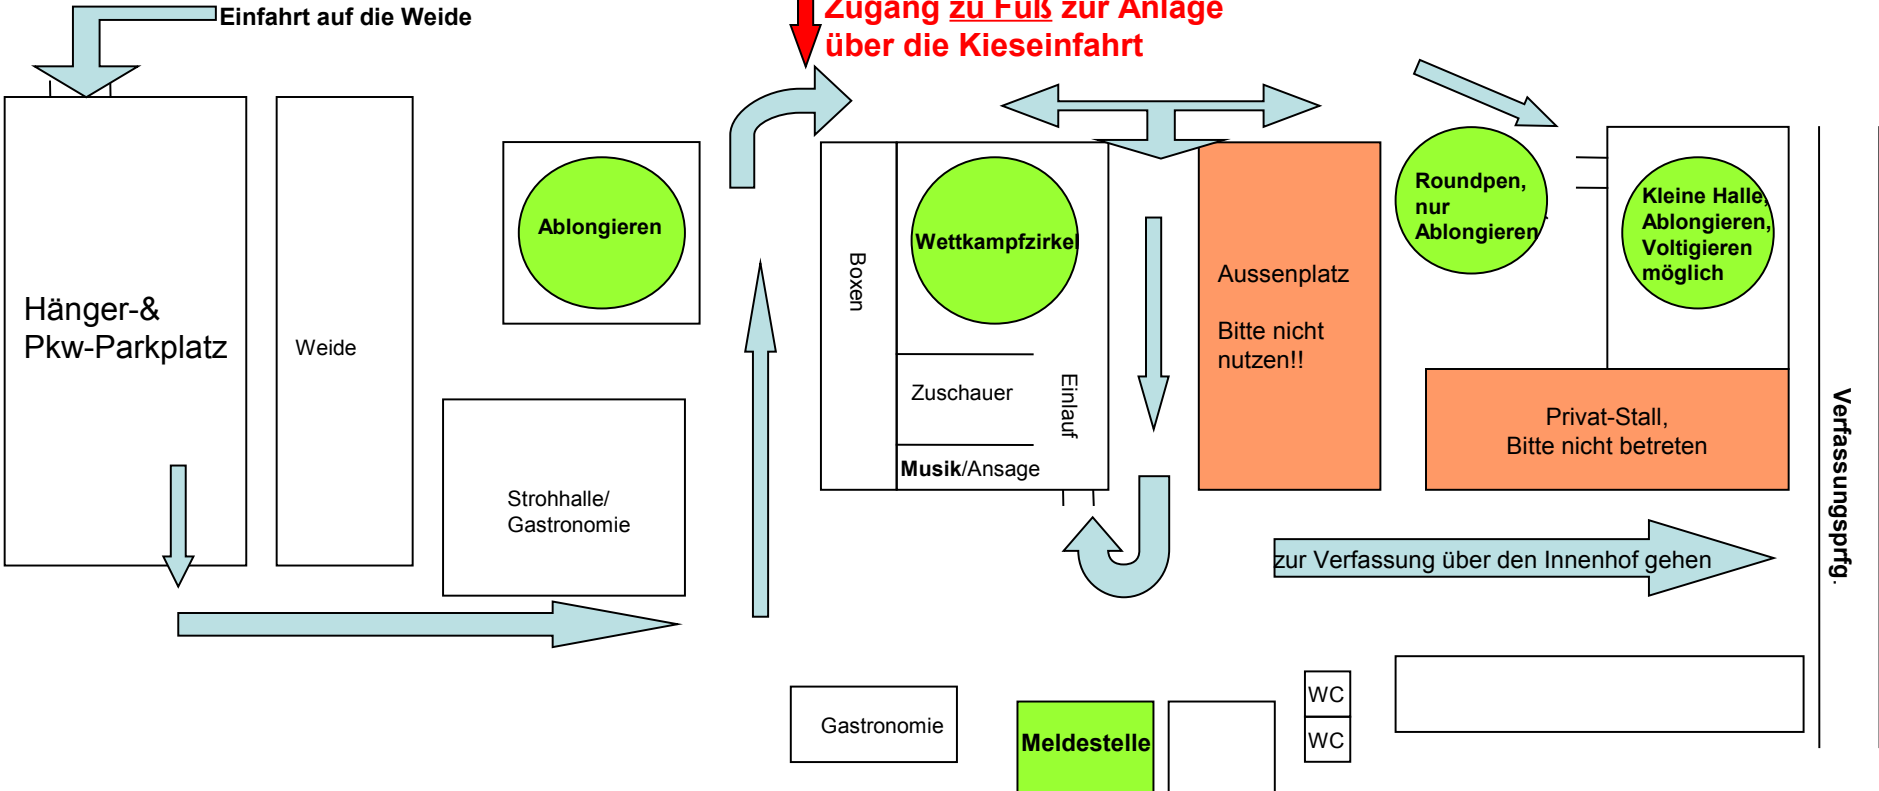 Einfahrt auf die Weide
Zugang zu Fuß zur Anlage
über die Kieseinfahrt
Hänger-&
Pkw-Parkplatz
Weide
Ablongieren
Strohhalle/
Gastronomie
Boxen
Wettkampfzirkel
Zuschauer
Einlauf
Musik/Ansage
Aussenplatz
Bitte nicht
nutzen!!
Roundpen,
nur
Ablongieren
Kleine Halle,
Ablongieren,
Voltigieren
möglich
Privat-Stall,
Bitte nicht betreten
Verfassungsprfg.
zur Verfassung über den Innenhof gehen
Gastronomie
Meldestelle
WC
WC